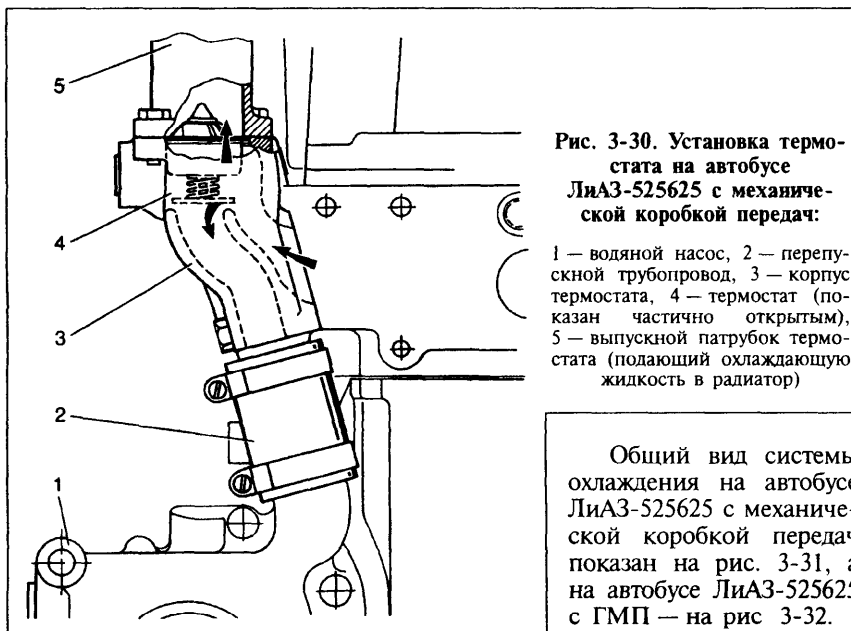 5
4
3
2
1
Рис. 3-30. Установка термо-
стата на автобусе
ЛиАЗ-525625 с механиче-
ской коробкой передач:
1 — водяной насос, 2 — перепу-
скной трубопровод, 3 — корпус
термостата, 4 — термостат (по-
казан частично открытым),
5 — выпускной патрубок термо-
стата (подающий охлаждающую
жидкость в радиатор)
Общий вид системы
охлаждения на автобусе
ЛиАЗ-525625 с механиче-
ской коробкой передач
показан на рис. 3-31, а
на автобусе ЛиАЗ-525625
с ГМП — на рис 3-32.